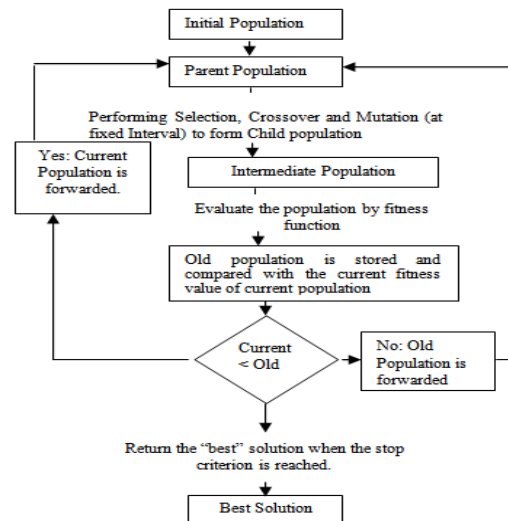 Initial Population
Parent Population
Performing Selection, Crossover and Mutation (at
fixed Interval) to form Child population
Yes: Current
Population is
forwarded.
Intermediate Population
Evaluate the population by fitness
function
Old population is stored and
compared with the current fitness
value of current population
Current
< Old
No: Old
Population is
forwarded
Return the “best” solution when the stop
criterion is reached.
Best Solution